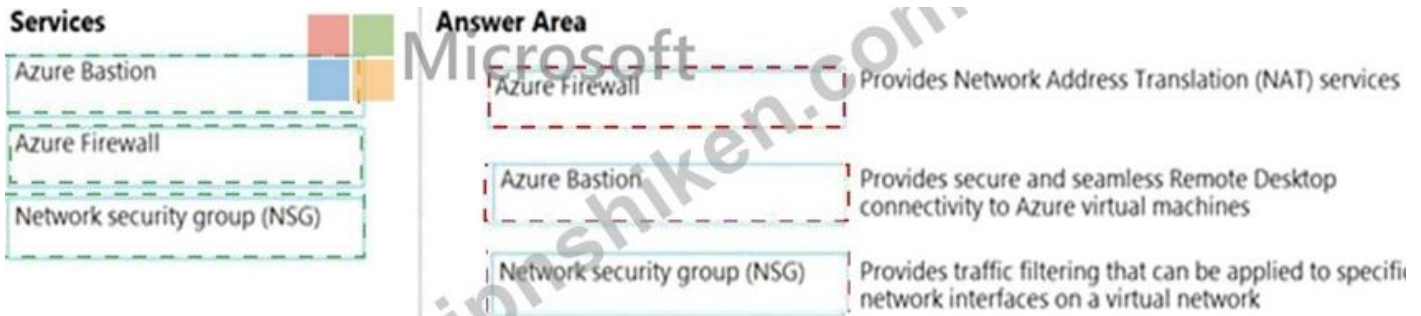 Services
Azure Bastion
Azure Firewall
Network security group (NSG)
Answer Area
Microsoft
Azure Firewall
Provides Network Address Translation (NAT) services
Azure Bastion
Provides secure and seamless Remote Desktop
connectivity to Azure virtual machines
Network security group (NSG)
Provides traffic filtering that can be applied to specific
network interfaces on a virtual network